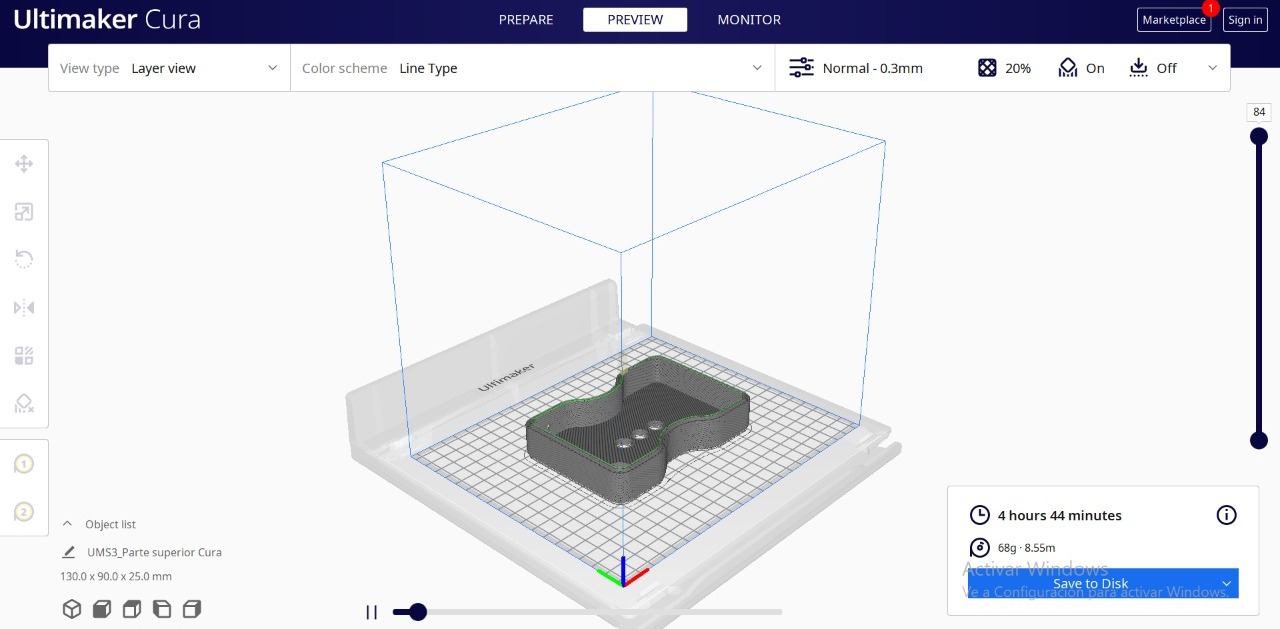 Ultimaker Cura
PREPARE PREVIEW MONITOR
Marketplace 1 Sign in
View type Layer view Color scheme Line Type Normal - 0.3mm 20% On Off
84
Ultimaker
1
2
Object list
UMS3_Parte superior Cura
130.0 x 90.0 x 25.0 mm
4 hours 44 minutes
68g · 8.55m
Activar Windows
Save to Disk
Ve a Configuración para activar Windows.